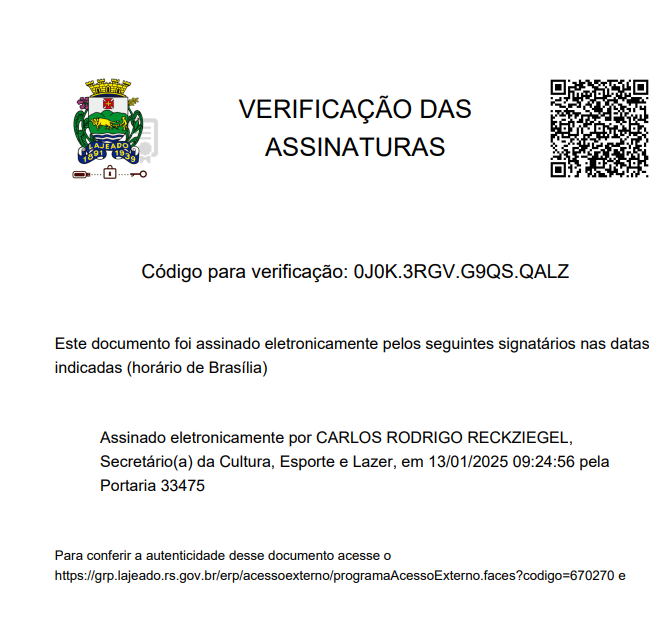 LAJEADO
1891 1939
VERIFICAÇÃO DAS
ASSINATURAS
Código para verificação: 0J0K.3RGV.G9QS.QALZ
Este documento foi assinado eletronicamente pelos seguintes signatários nas datas
indicadas (horário de Brasília)
Assinado eletronicamente por CARLOS RODRIGO RECKZIEGEL,
Secretário(a) da Cultura, Esporte e Lazer, em 13/01/2025 09:24:56 pela
Portaria 33475
Para conferir a autenticidade desse documento acesse o
https://grp.lajeado.rs.gov.br/erp/acessoexterno/programaAcessoExterno.faces?codigo=670270 e